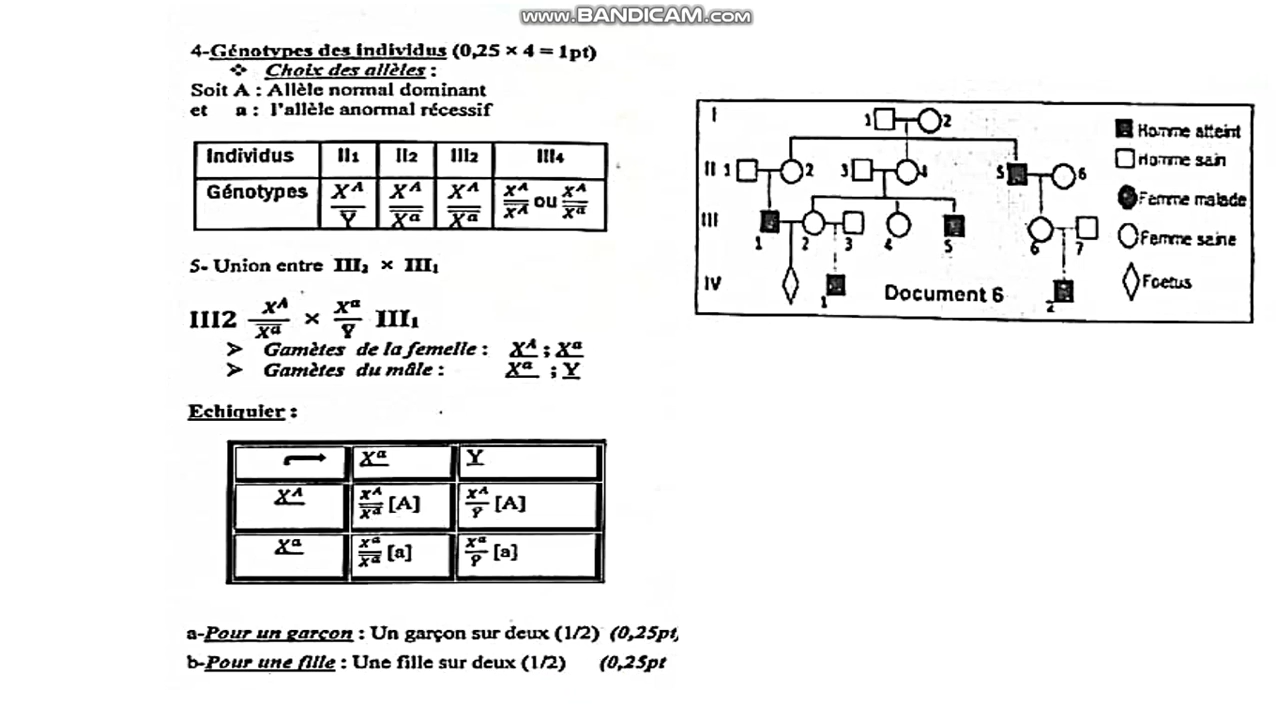 www.BANDICAM.com
4-Génotypes des individus (0,25 × 4 = 1pt)
❖ Choix des allèles :
Soit A : Allèle normal dominant
et a : l'allèle anormal récessif
Individus II1 II2 III2 III4
Génotypes X^A/Y X^A/X^a X^A/X^a X^A/X^A ou X^A/X^a
5- Union entre III2 × III1
III2 X^A/X^a × X^a/Y III1
➢ Gamètes de la femelle : X^A ; X^a
➢ Gamètes du mâle : X^a ; Y
Echiquier :
X^a Y
X^A X^A/X^a [A] X^A/Y [A]
X^a X^a/X^a [a] X^a/Y [a]
a-Pour un garçon : Un garçon sur deux (1/2) (0,25pt,
b-Pour une fille : Une fille sur deux (1/2) (0,25pt
I 1 2
II 1 2 3 4 5 6
III 1 2 3 4 5 6 7
IV 1 2
Document 6
Homme atteint
Homme sain
Femme malade
Femme saine
Foetus